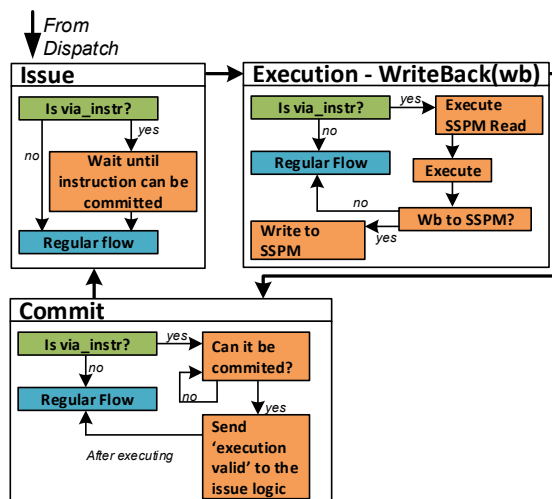 From
Dispatch
Issue
Is via_instr?
yes
no
Wait until
instruction can be
committed
Regular flow
Execution - WriteBack(wb)
Is via_instr?
yes
Execute
SSPM Read
no
Regular Flow
Execute
no
Wb to SSPM?
yes
Write to
SSPM
Commit
Is via_instr?
yes
Can it be
commited?
no
no
Regular Flow
yes
Send
‘execution
valid’ to the
issue logic
After executing